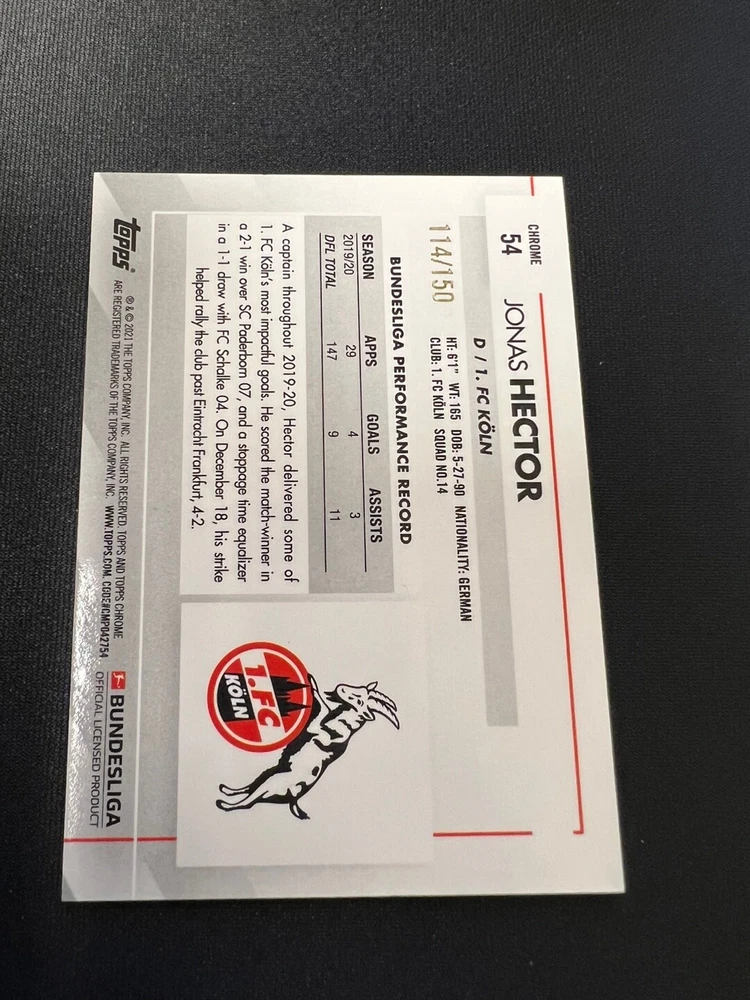 CHROME
54
JONAS HECTOR
D / 1. FC KÖLN
HT: 6'1" WT: 165 DOB: 5-27-90 NATIONALITY: GERMAN
CLUB: 1. FC KÖLN SQUAD NO.14
114/150
BUNDESLIGA PERFORMANCE RECORD
SEASON APPS GOALS ASSISTS
2019/20 29 4 3
DFL TOTAL 147 9 11
A captain throughout 2019-20, Hector delivered some of
1. FC Köln's most impactful goals. He scored the match-winner in
a 2-1 win over SC Paderborn 07, and a stoppage time equalizer
in a 1-1 draw with FC Schalke 04. On December 18, his strike
helped rally the club past Eintracht Frankfurt, 4-2.
1. FC
KÖLN
topps®
® & © 2021 THE TOPPS COMPANY, INC. ALL RIGHTS RESERVED. TOPPS AND TOPPS CHROME
ARE REGISTERED TRADEMARKS OF THE TOPPS COMPANY, INC. WWW.TOPPS.COM. CODE#CMP042754
BUNDESLIGA
OFFICIAL LICENSED PRODUCT